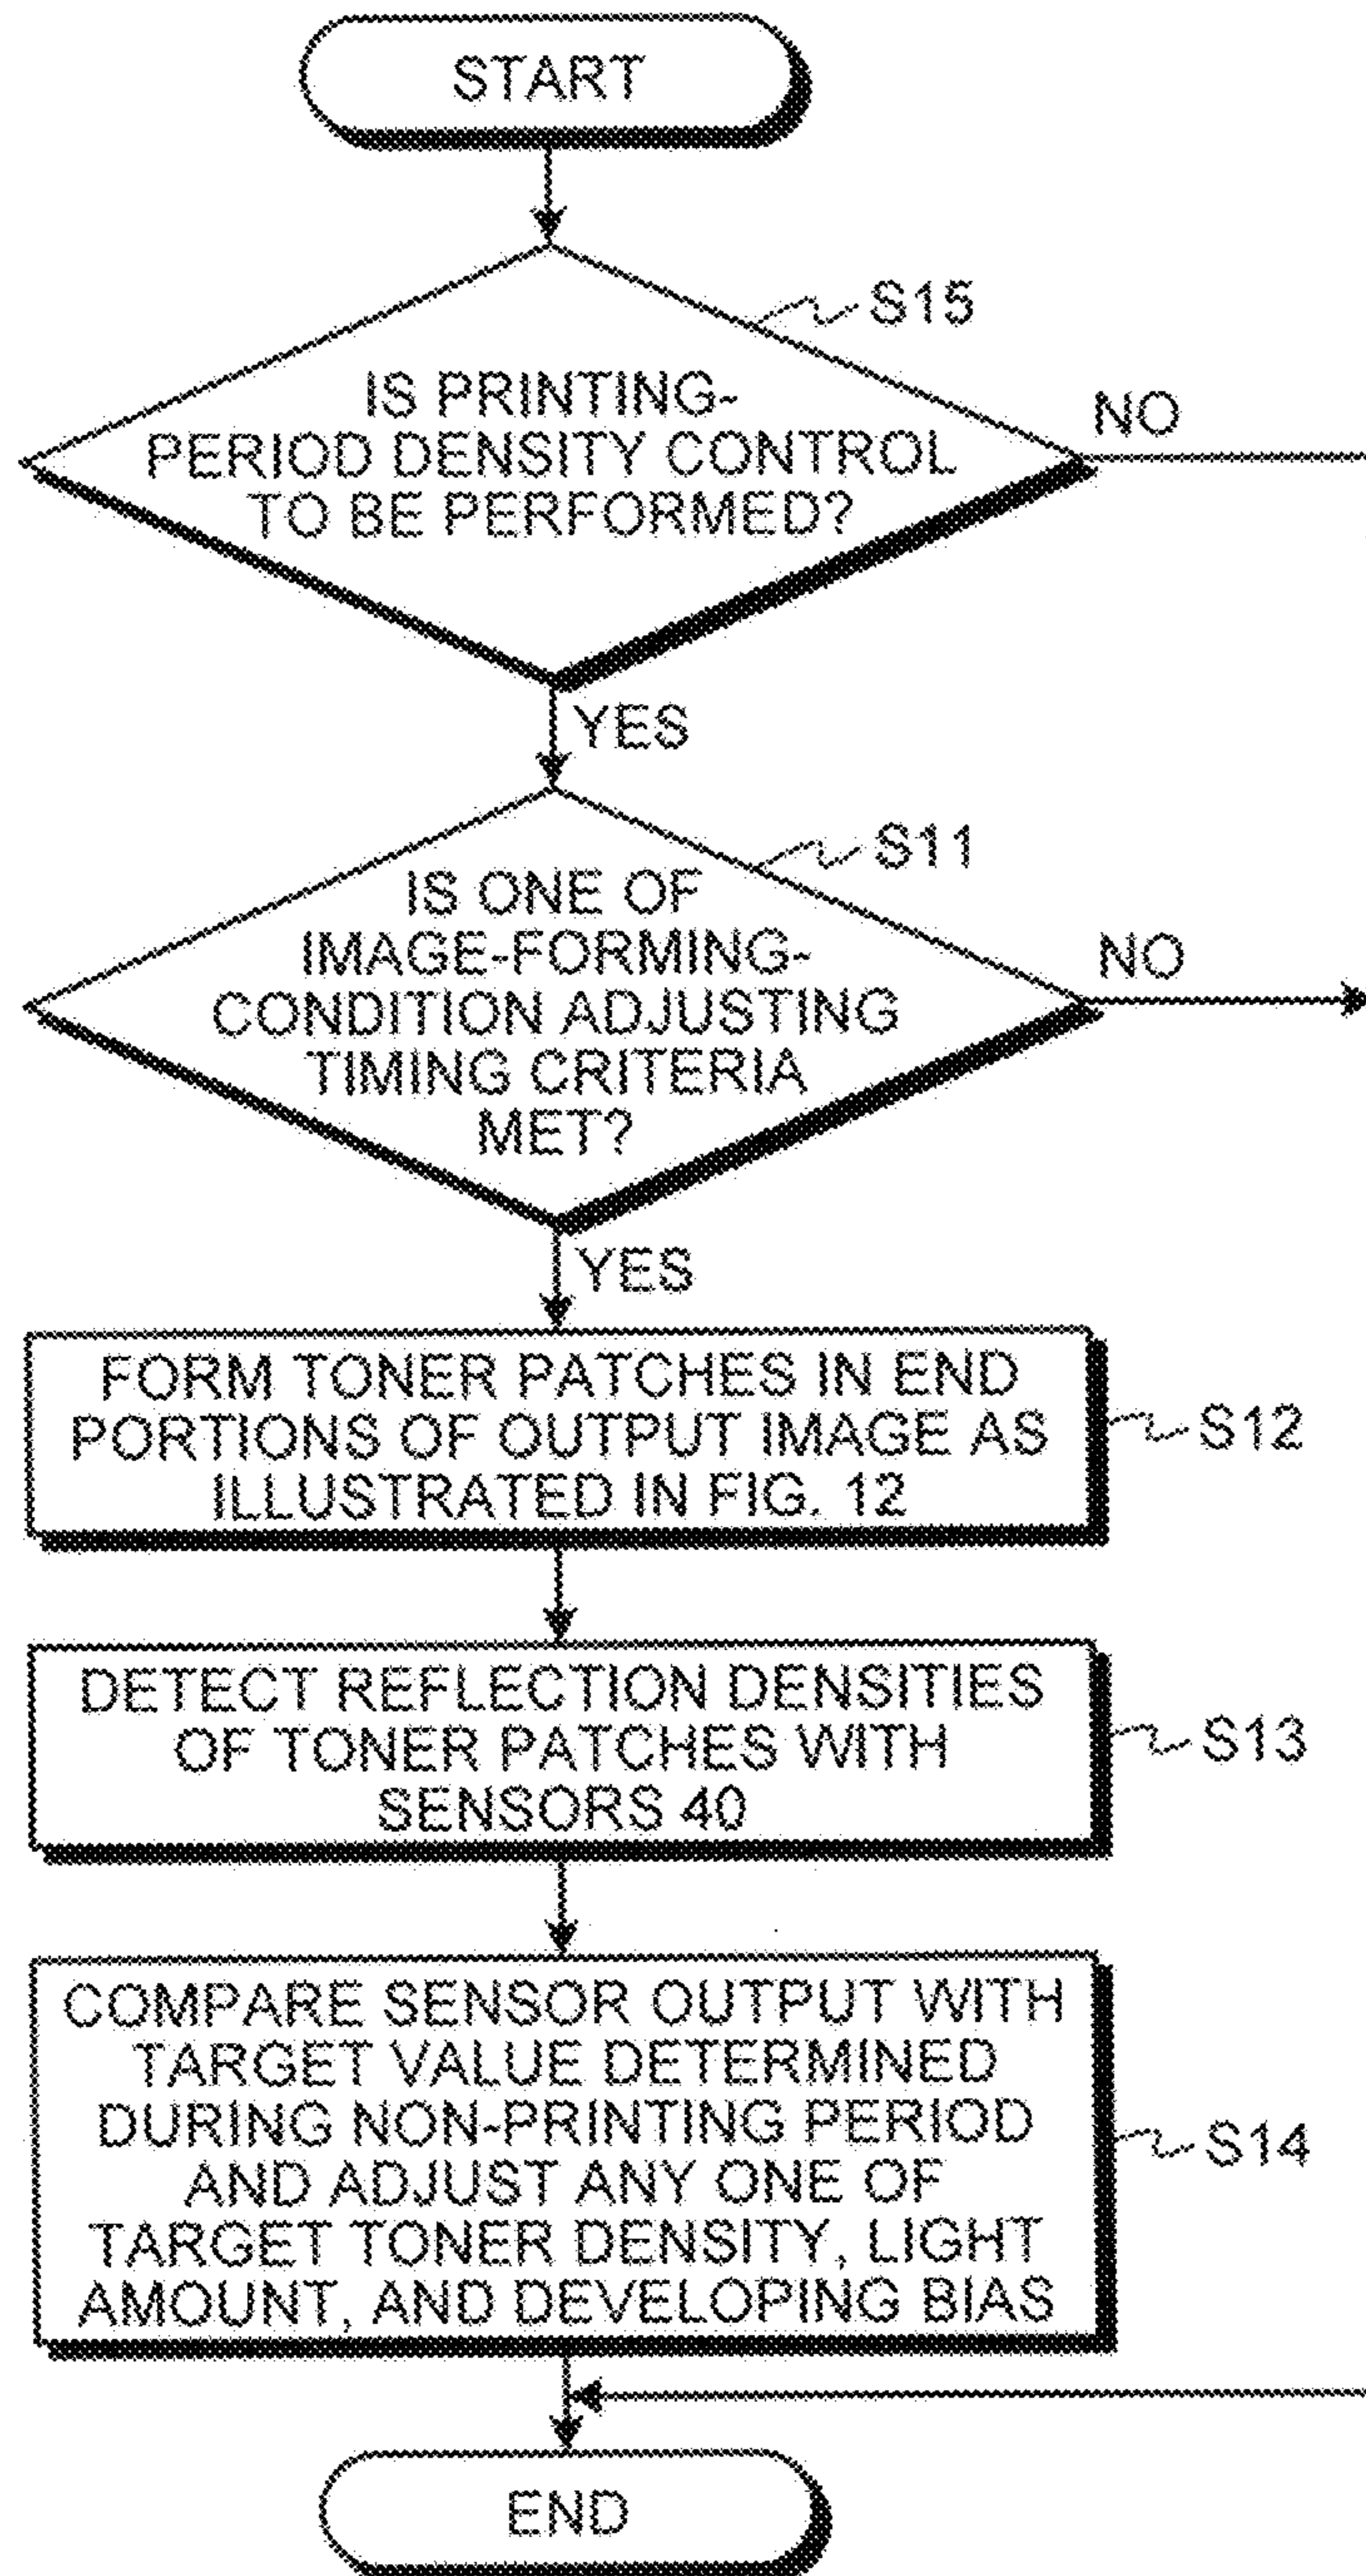 START
S15
IS PRINTING-
PERIOD DENSITY CONTROL
TO BE PERFORMED?
NO
YES
S11
IS ONE OF
IMAGE-FORMING-
CONDITION ADJUSTING
TIMING CRITERIA
MET?
NO
YES
FORM TONER PATCHES IN END
PORTIONS OF OUTPUT IMAGE AS
ILLUSTRATED IN FIG. 12
S12
DETECT REFLECTION DENSITIES
OF TONER PATCHES WITH
SENSORS 40
S13
COMPARE SENSOR OUTPUT WITH
TARGET VALUE DETERMINED
DURING NON-PRINTING PERIOD
AND ADJUST ANY ONE OF
TARGET TONER DENSITY, LIGHT
AMOUNT, AND DEVELOPING BIAS
S14
END